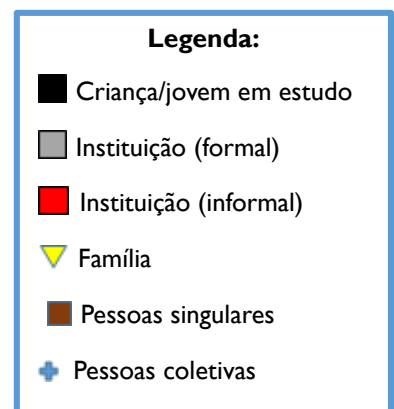 Legenda:
Criança/jovem em estudo
Instituição (formal)
Instituição (informal)
Família
Pessoas singulares
Pessoas coletivas